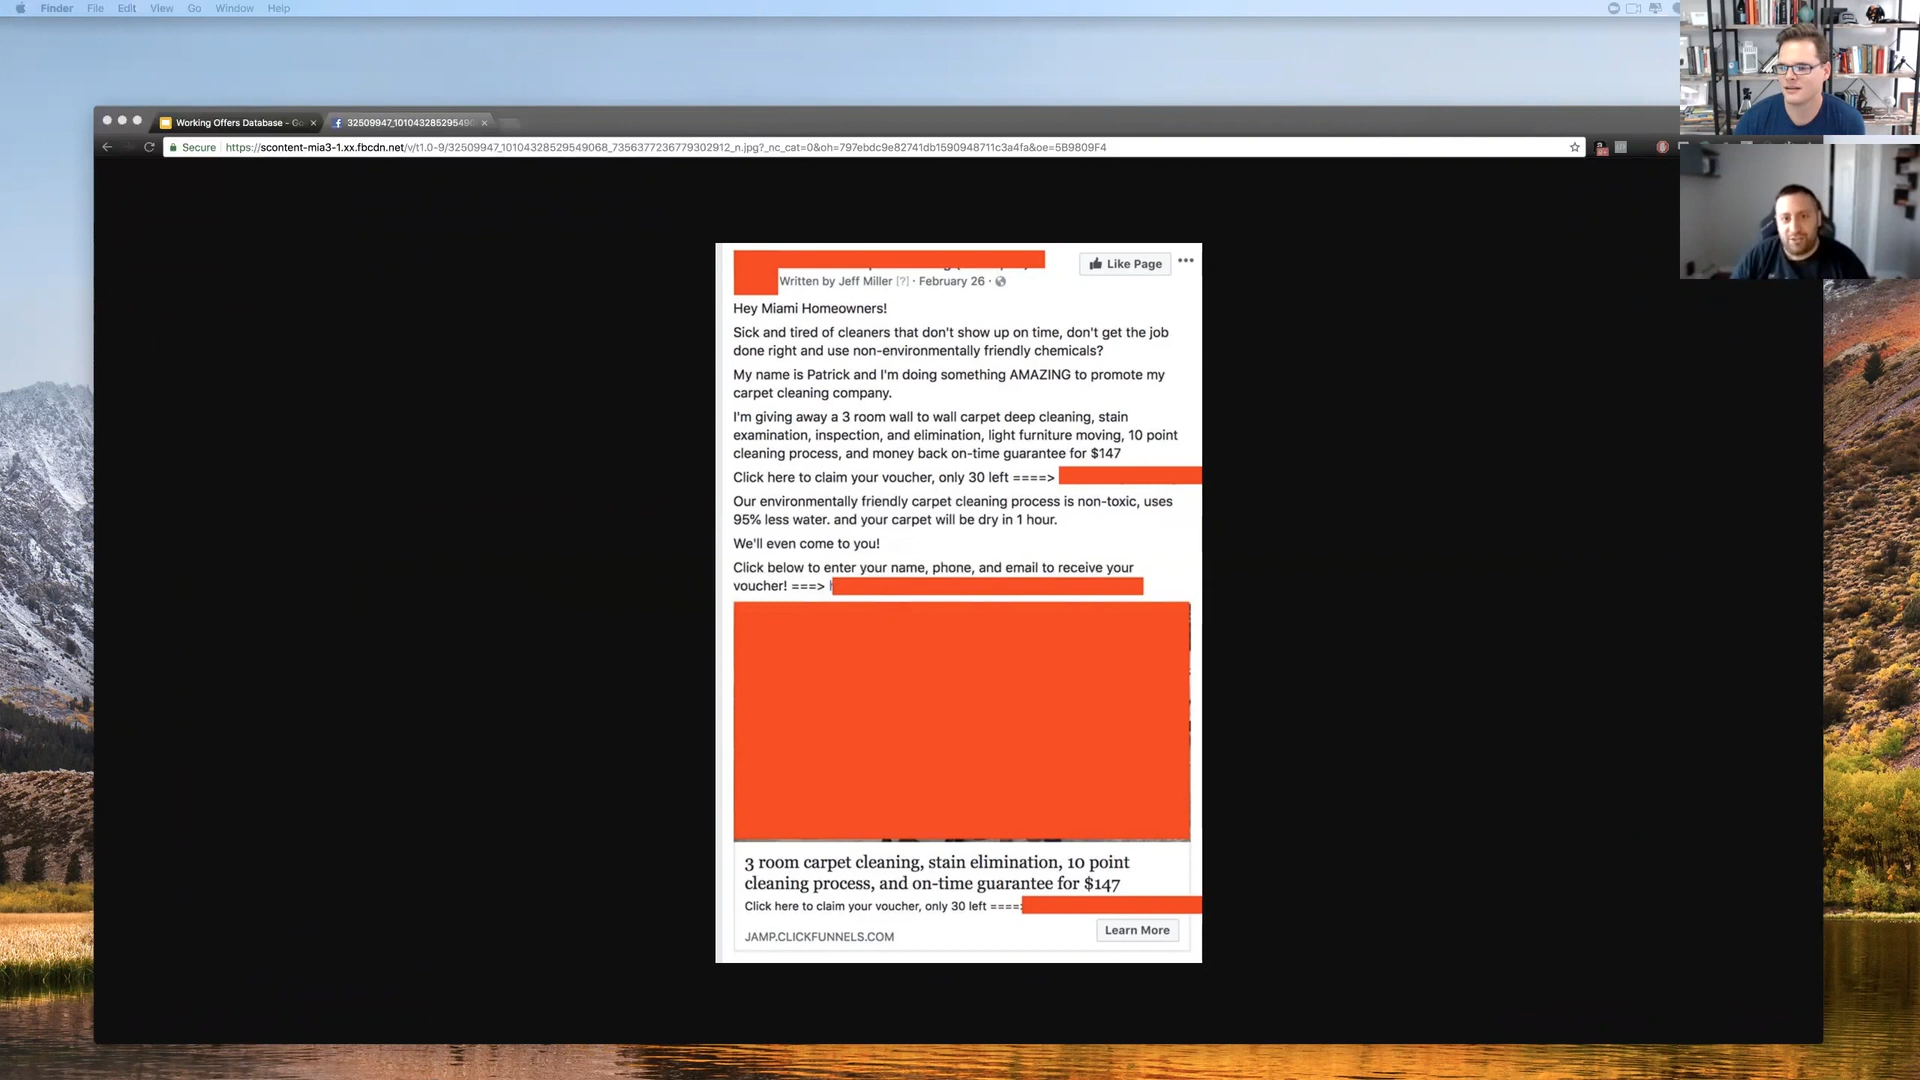 Finder File Edit View Go Window Help
Working Offers Database - Go
32509947_10104328529549
Secure https://scontent-mia3-1.xx.fbcdn.net/v/t1.0-9/32509947_10104328529549068_7356377236779302912_n.jpg?_nc_cat=0&oh=797ebdc9e82741db1590948711c3a4fa&oe=5B9809F4
Like Page
Written by Jeff Miller [?] · February 26 ·
Hey Miami Homeowners!
Sick and tired of cleaners that don't show up on time, don't get the job
done right and use non-environmentally friendly chemicals?
My name is Patrick and I'm doing something AMAZING to promote my
carpet cleaning company.
I'm giving away a 3 room wall to wall carpet deep cleaning, stain
examination, inspection, and elimination, light furniture moving, 10 point
cleaning process, and money back on-time guarantee for $147
Click here to claim your voucher, only 30 left ====>
Our environmentally friendly carpet cleaning process is non-toxic, uses
95% less water. and your carpet will be dry in 1 hour.
We'll even come to you!
Click below to enter your name, phone, and email to receive your
voucher! ===>
3 room carpet cleaning, stain elimination, 10 point
cleaning process, and on-time guarantee for $147
Click here to claim your voucher, only 30 left ====
JAMP.CLICKFUNNELS.COM
Learn More